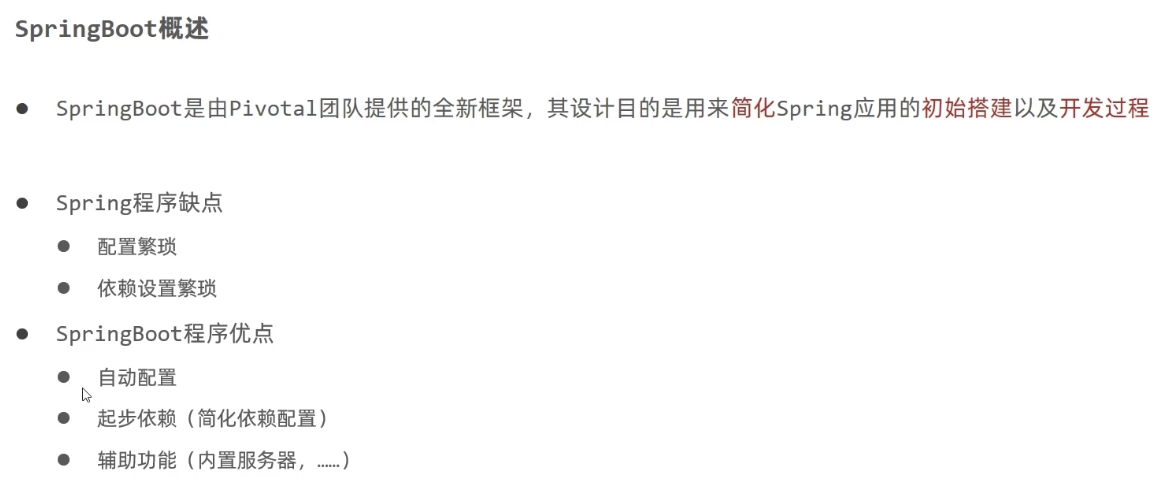 SpringBoot概述
SpringBoot是由Pivotal团队提供的全新框架，其设计目的是用来简化Spring应用的初始搭建以及开发过程
Spring程序缺点
配置繁琐
依赖设置繁琐
SpringBoot程序优点
自动配置
起步依赖（简化依赖配置）
辅助功能（内置服务器，……）